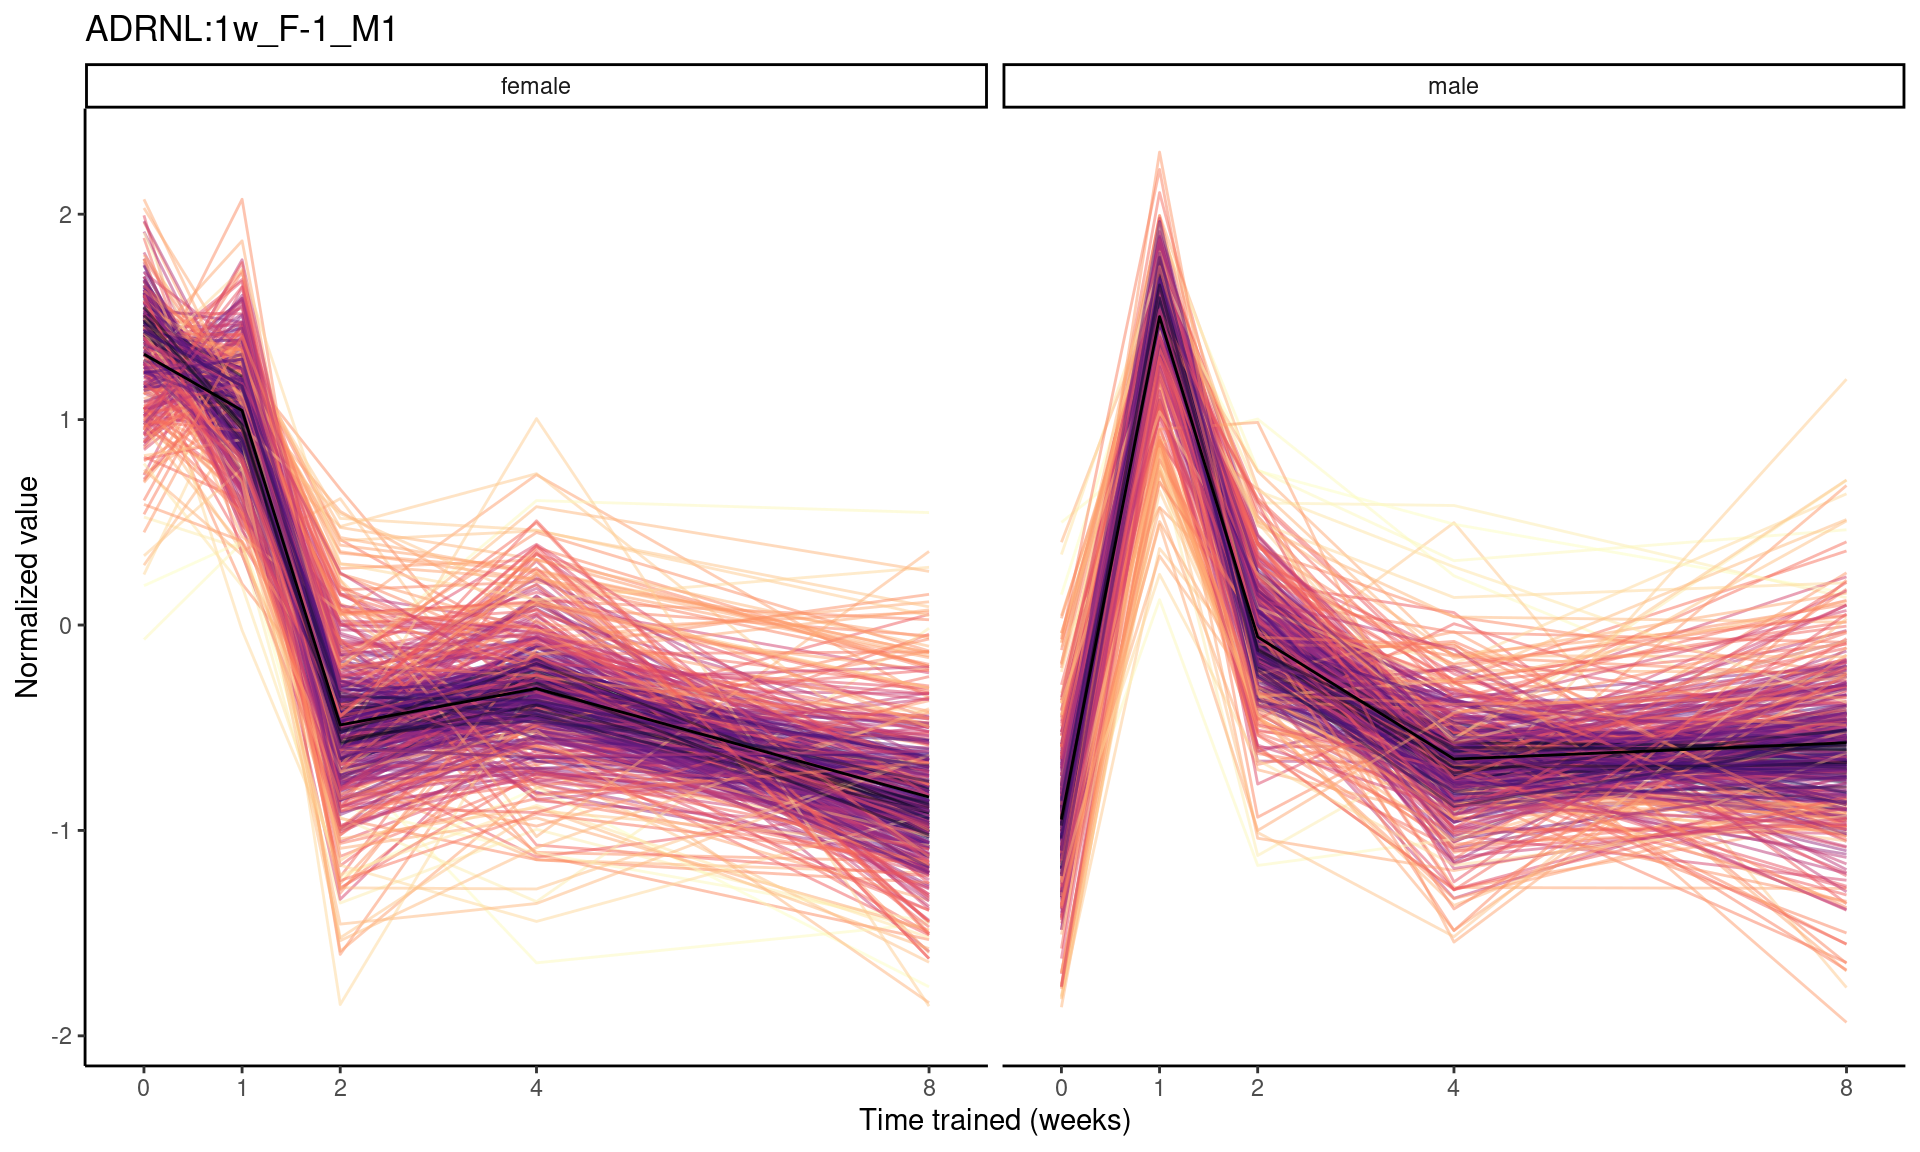 ADRNL:1w_F-1_M1
female
male
Normalized value
2
1
0
-1
-2
0 1 2 4 8
0 1 2 4 8
Time trained (weeks)